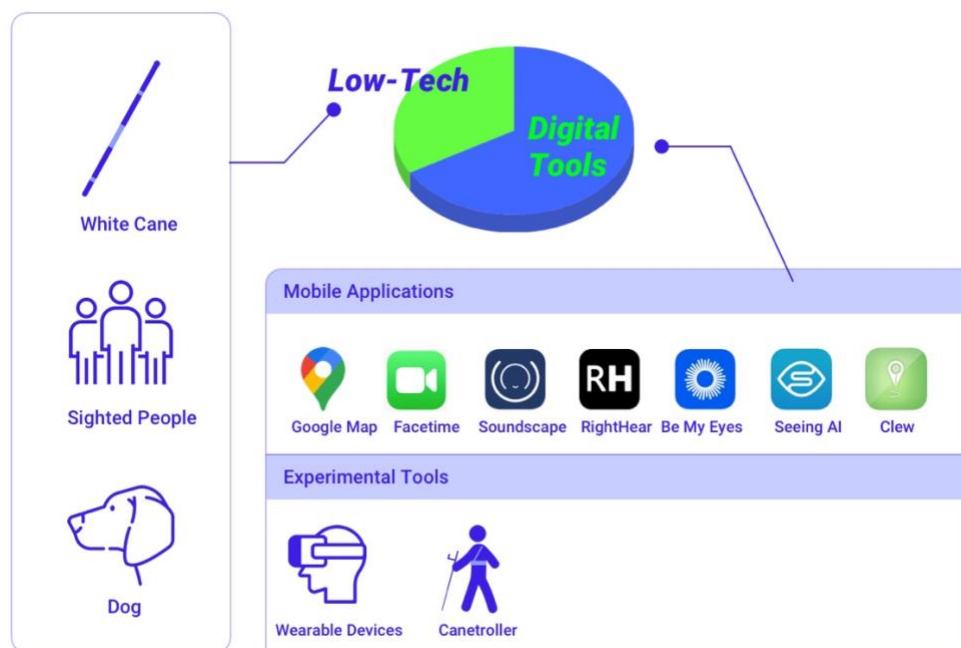 Low-Tech
Digital
Tools
White Cane
Sighted People
Dog
Mobile Applications
RH
Google Map Facetime Soundscape RightHear Be My Eyes Seeing AI Clew
Experimental Tools
Wearable Devices Canetroller